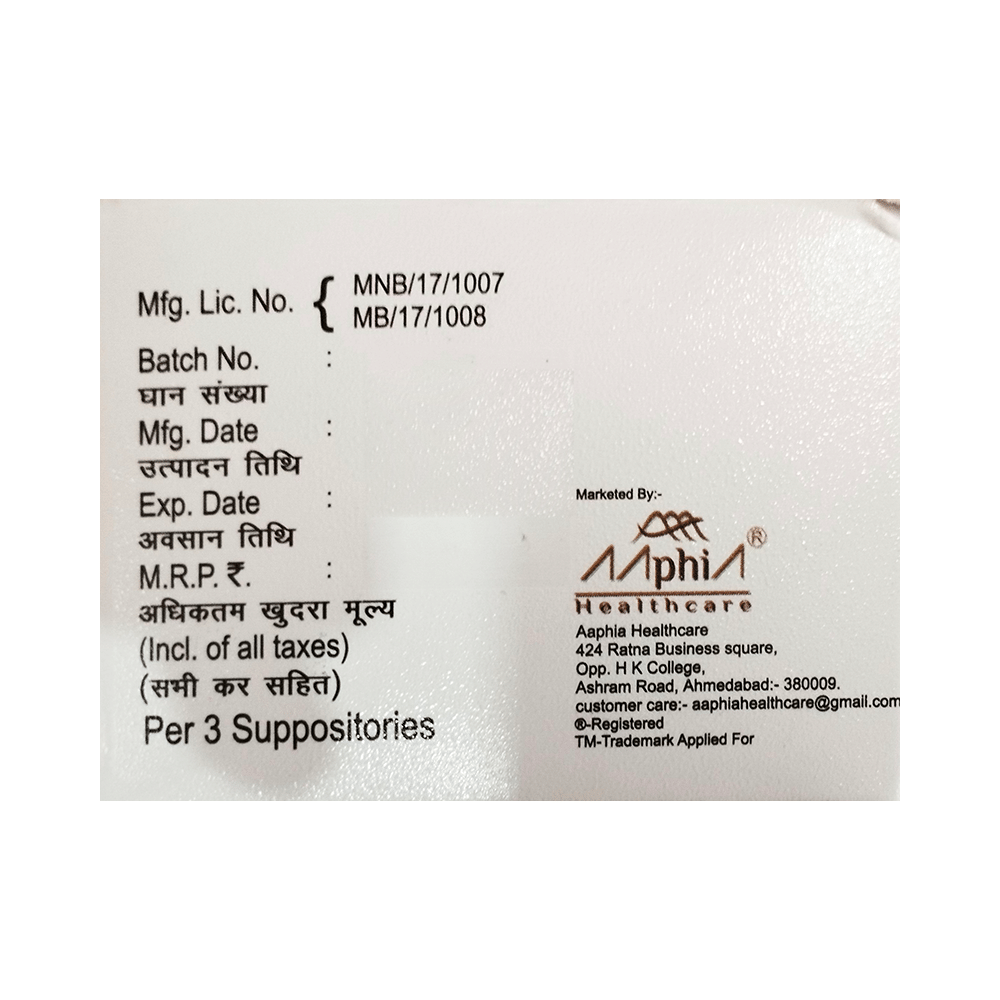 Mfg. Lic. No. { MNB/17/1007
MB/17/1008
Batch No. :
घान संख्या
Mfg. Date :
उत्पादन तिथि
Exp. Date :
अवसान तिथि
M.R.P. ₹. :
अधिकतम खुदरा मूल्य
(Incl. of all taxes)
(सभी कर सहित)
Per 3 Suppositories
Marketed By:-
AAphiA®
Healthcare
Aaphia Healthcare
424 Ratna Business square,
Opp. H K College,
Ashram Road, Ahmedabad:- 380009.
customer care:- aaphiahealthcare@gmail.com
®-Registered
TM-Trademark Applied For